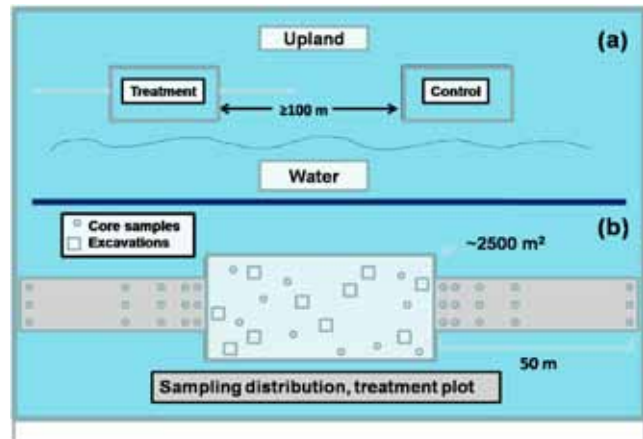 Upland
(a)
Treatment
Control
≥100 m
Water
Core samples
Excavations
(b)
~2500 m²
50 m
Sampling distribution, treatment plot